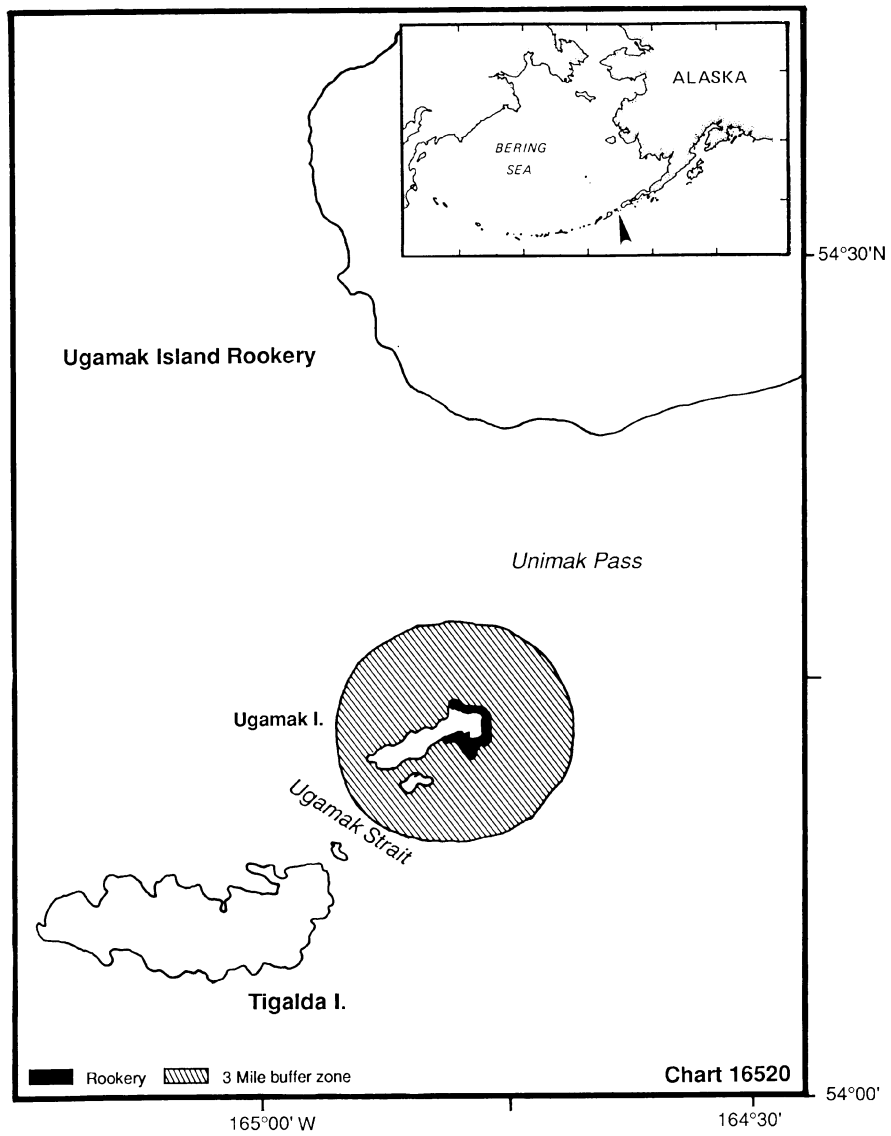 ALASKA
BERING
SEA
54°30'N
Ugamak Island Rookery
Unimak Pass
Ugamak I.
Ugamak Strait
Tigalda I.
Rookery
3 Mile buffer zone
Chart 16520
54°00'
165°00' W
164°30'